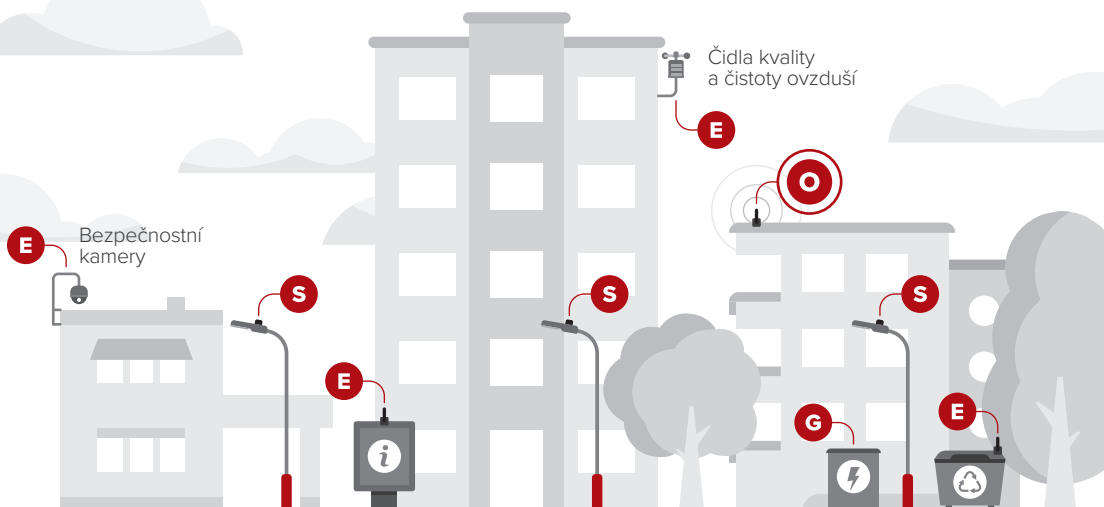 Čidla kvality
a čistoty ovzduší
E
O
E
Bezpečnostní
kamery
S
S
S
E
i
G
E